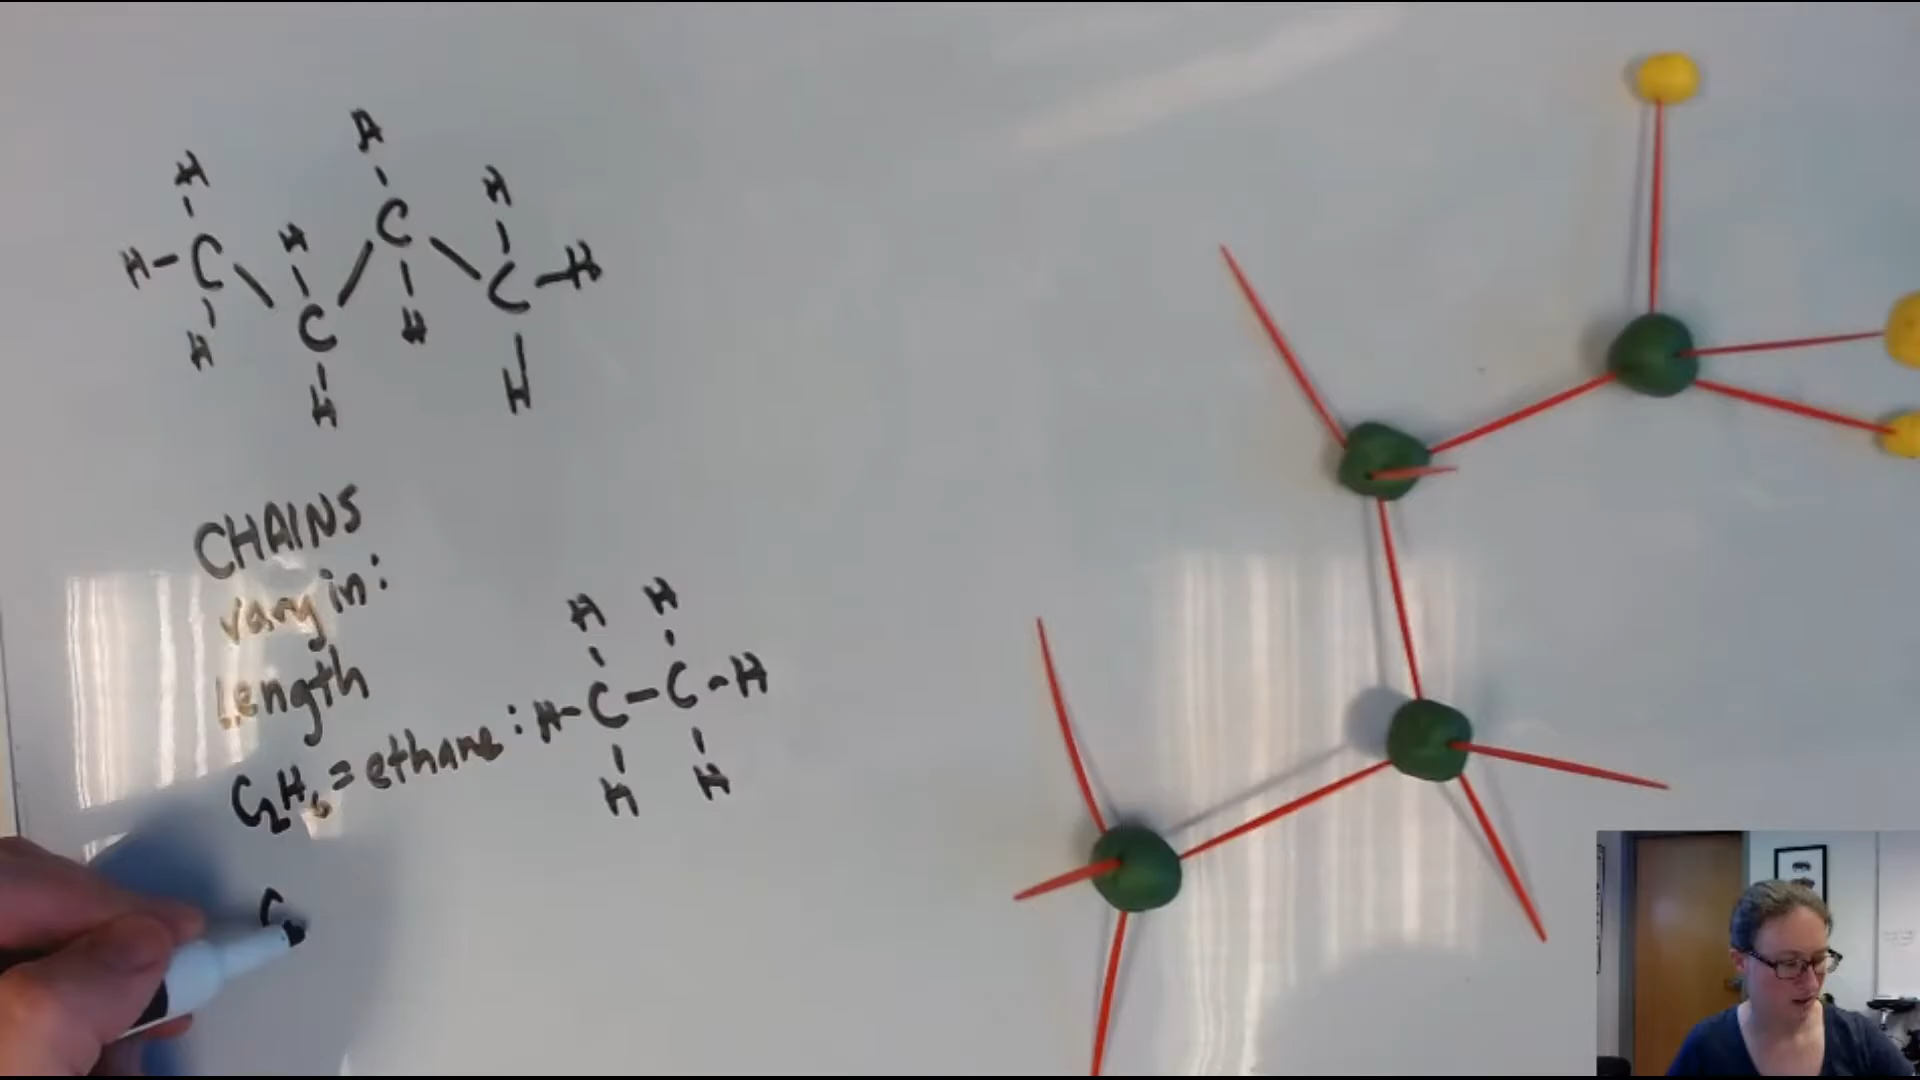 H
H
H
H
H-C
H
C
C
C-H
H
H
H
H
CHAINS
vary in:
Length
H H
C2H6 = ethane: H-C-C-H
H H
C